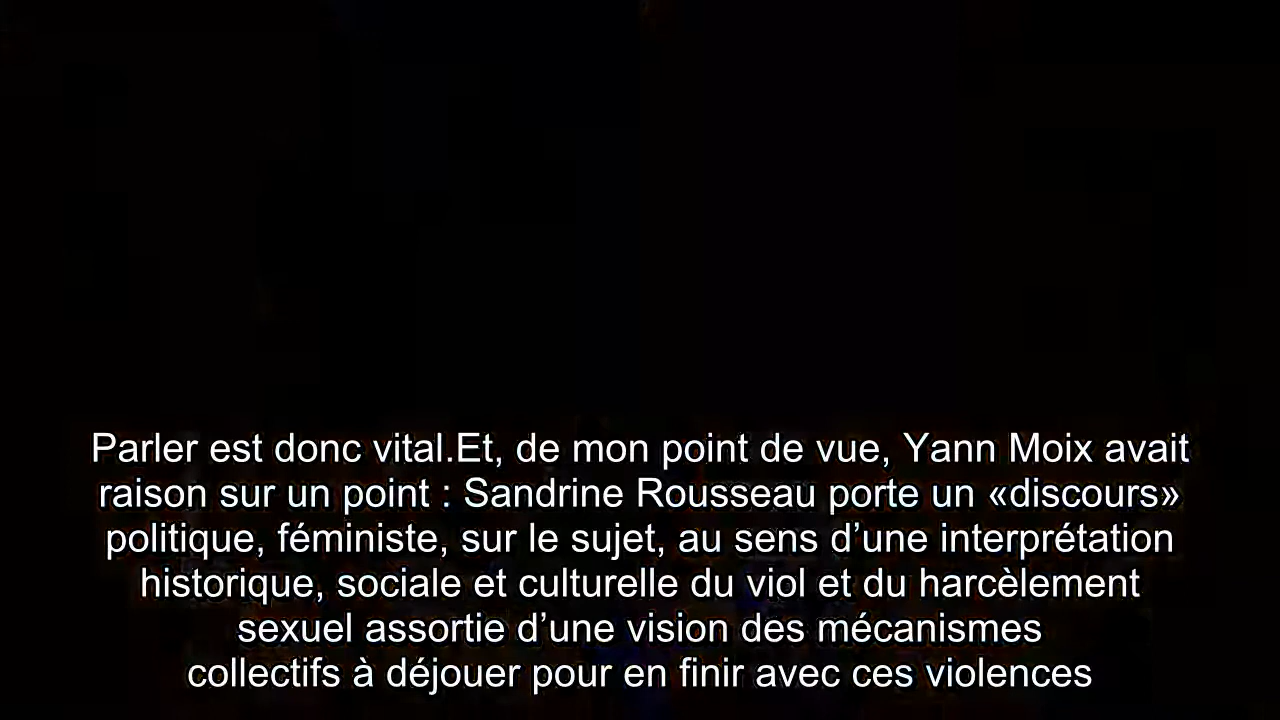 Parler est donc vital.Et, de mon point de vue, Yann Moix avait
raison sur un point : Sandrine Rousseau porte un «discours»
politique, féministe, sur le sujet, au sens d’une interprétation
historique, sociale et culturelle du viol et du harcèlement
sexuel assortie d’une vision des mécanismes
collectifs à déjouer pour en finir avec ces violences